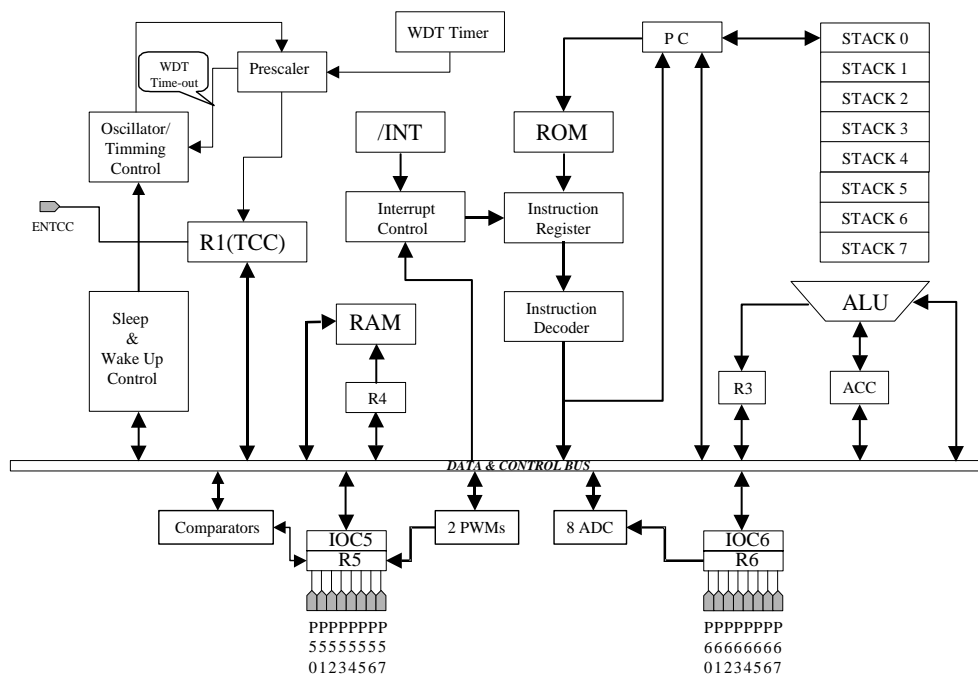 WDT Timer
P C
STACK 0
STACK 1
STACK 2
STACK 3
STACK 4
STACK 5
STACK 6
STACK 7
WDT
Time-out
Prescaler
Oscillator/
Timming
Control
/INT
ROM
ENTCC
R1(TCC)
Interrupt
Control
Instruction
Register
Sleep
&
Wake Up
Control
RAM
Instruction
Decoder
ALU
R4
R3
ACC
DATA & CONTROL BUS
Comparators
IOC5
R5
2 PWMs
8 ADC
IOC6
R6
PPPPPPPP
55555555
01234567
PPPPPPPP
66666666
01234567